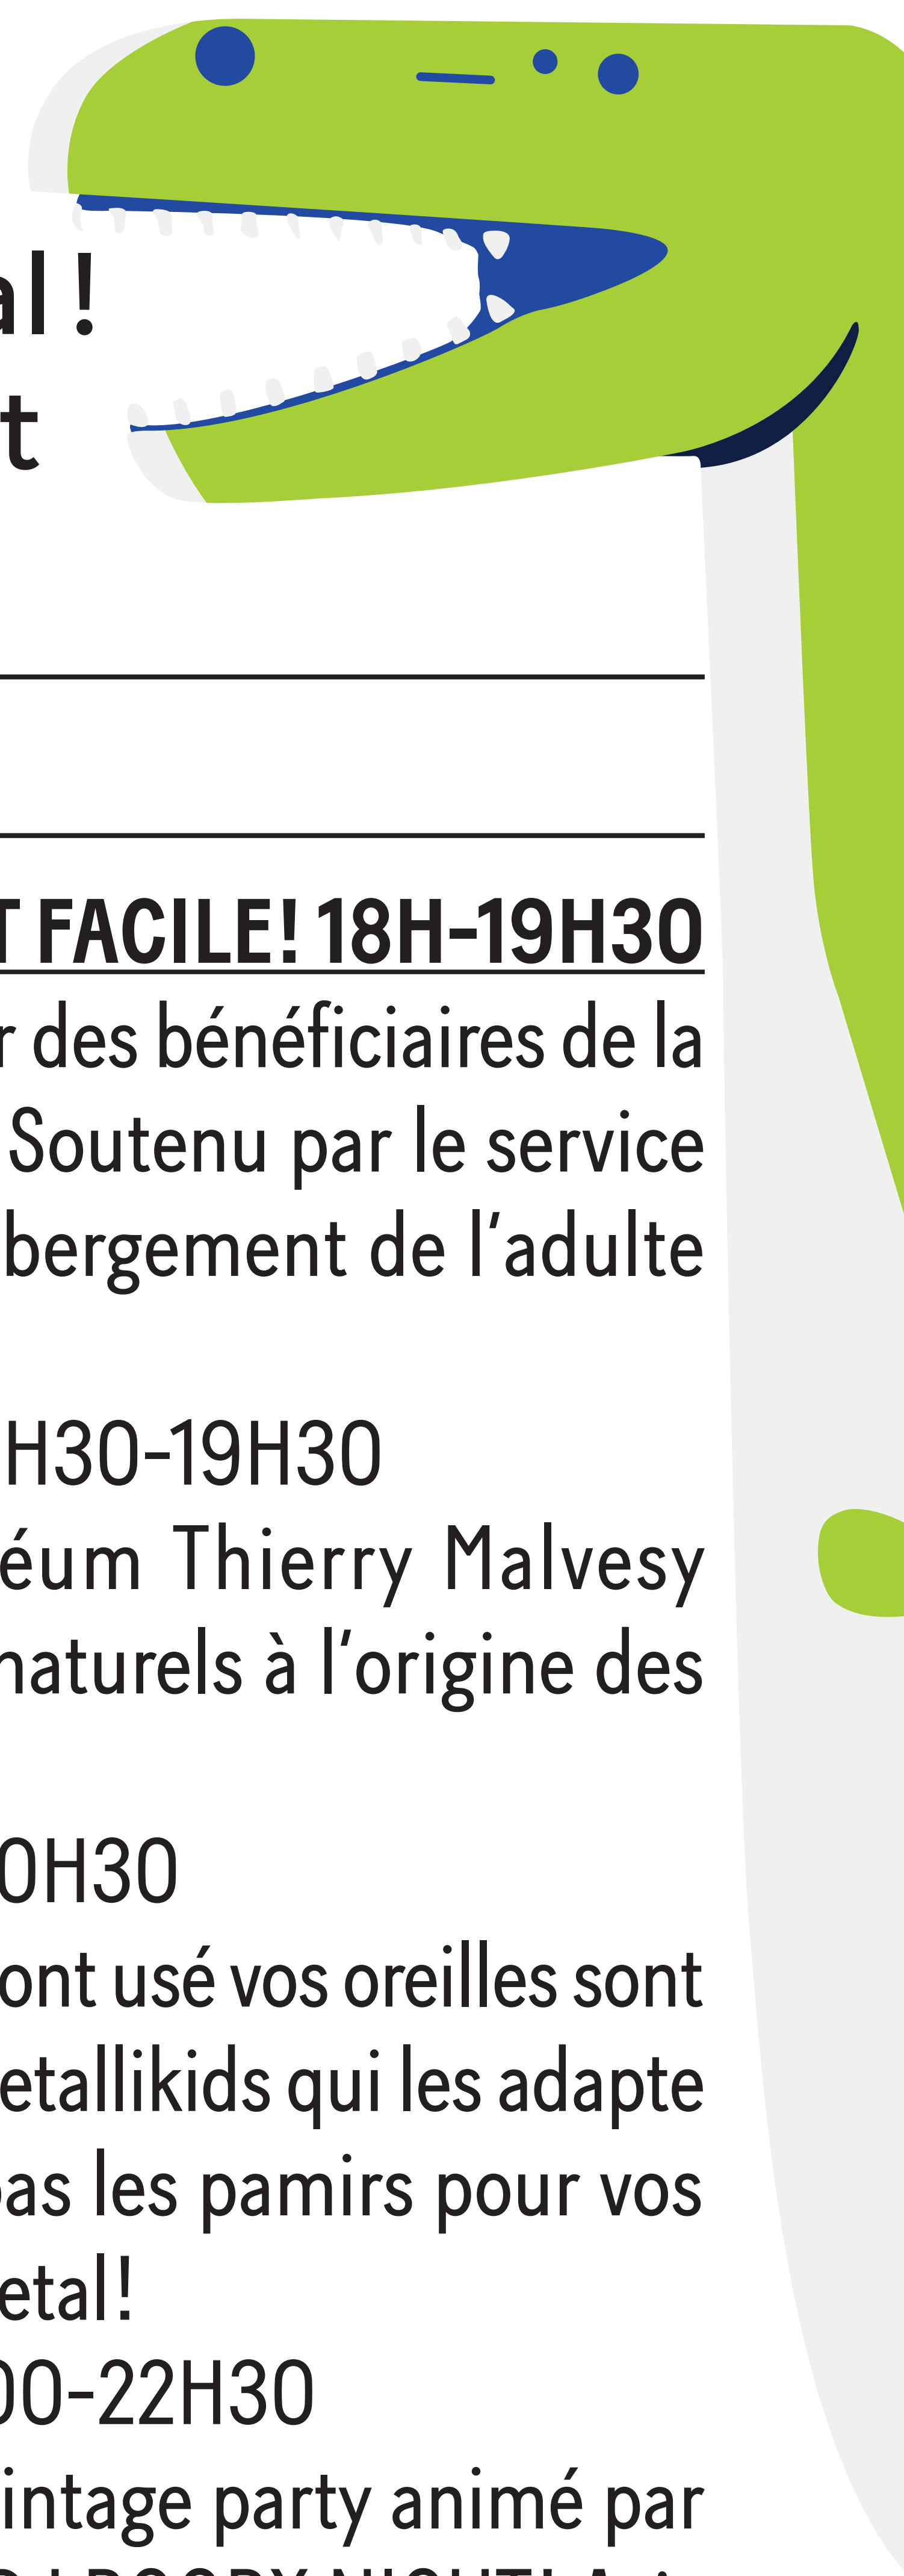 al !
t
T FACILE! 18H-19H30
r des bénéficiaires de la
Soutenu par le service
bergement de l'adulte
H30-19H30
éum Thierry Malvesy
naturels à l'origine des
0H30
ont usé vos oreilles sont
etallikids qui les adapte
pas les pamirs pour vos
etal!
00-22H30
intage party animé par